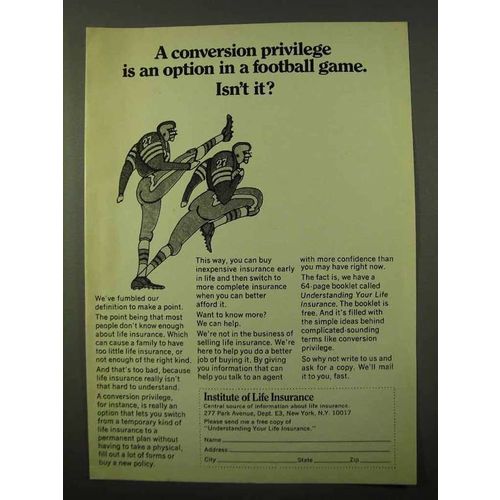 A conversion privilege
is an option in a football game.
Isn't it?
27
27
We've fumbled our
definition to make a point.
The point being that most
people don't know enough
about life insurance. Which
can cause a family to have
too little life insurance, or
not enough of the right kind.
And that's too bad, because
life insurance really isn't
that hard to understand.
A conversion privilege,
for instance, is really an
option that lets you switch
from a temporary kind of
life insurance to a
permanent plan without
having to take a physical,
fill out a lot of forms or
buy a new policy.
This way, you can buy
inexpensive insurance early
in life and then switch to
more complete insurance
when you can better
afford it.
Want to know more?
We can help.
We're not in the business of
selling life insurance. We're
here to help you do a better
job of buying it. By giving
you information that can
help you talk to an agent
with more confidence than
you may have right now.
The fact is, we have a
64-page booklet called
Understanding Your Life
Insurance. The booklet is
free. And it's filled with
the simple ideas behind
complicated-sounding
terms like conversion
privilege.
So why not write to us and
ask for a copy. We'll mail
it to you, fast.
Institute of Life Insurance
Central source of information about life insurance.
277 Park Avenue, Dept. E3, New York, N.Y. 10017
Please send me a free copy of
"Understanding Your Life Insurance."
Name
Address
City State Zip